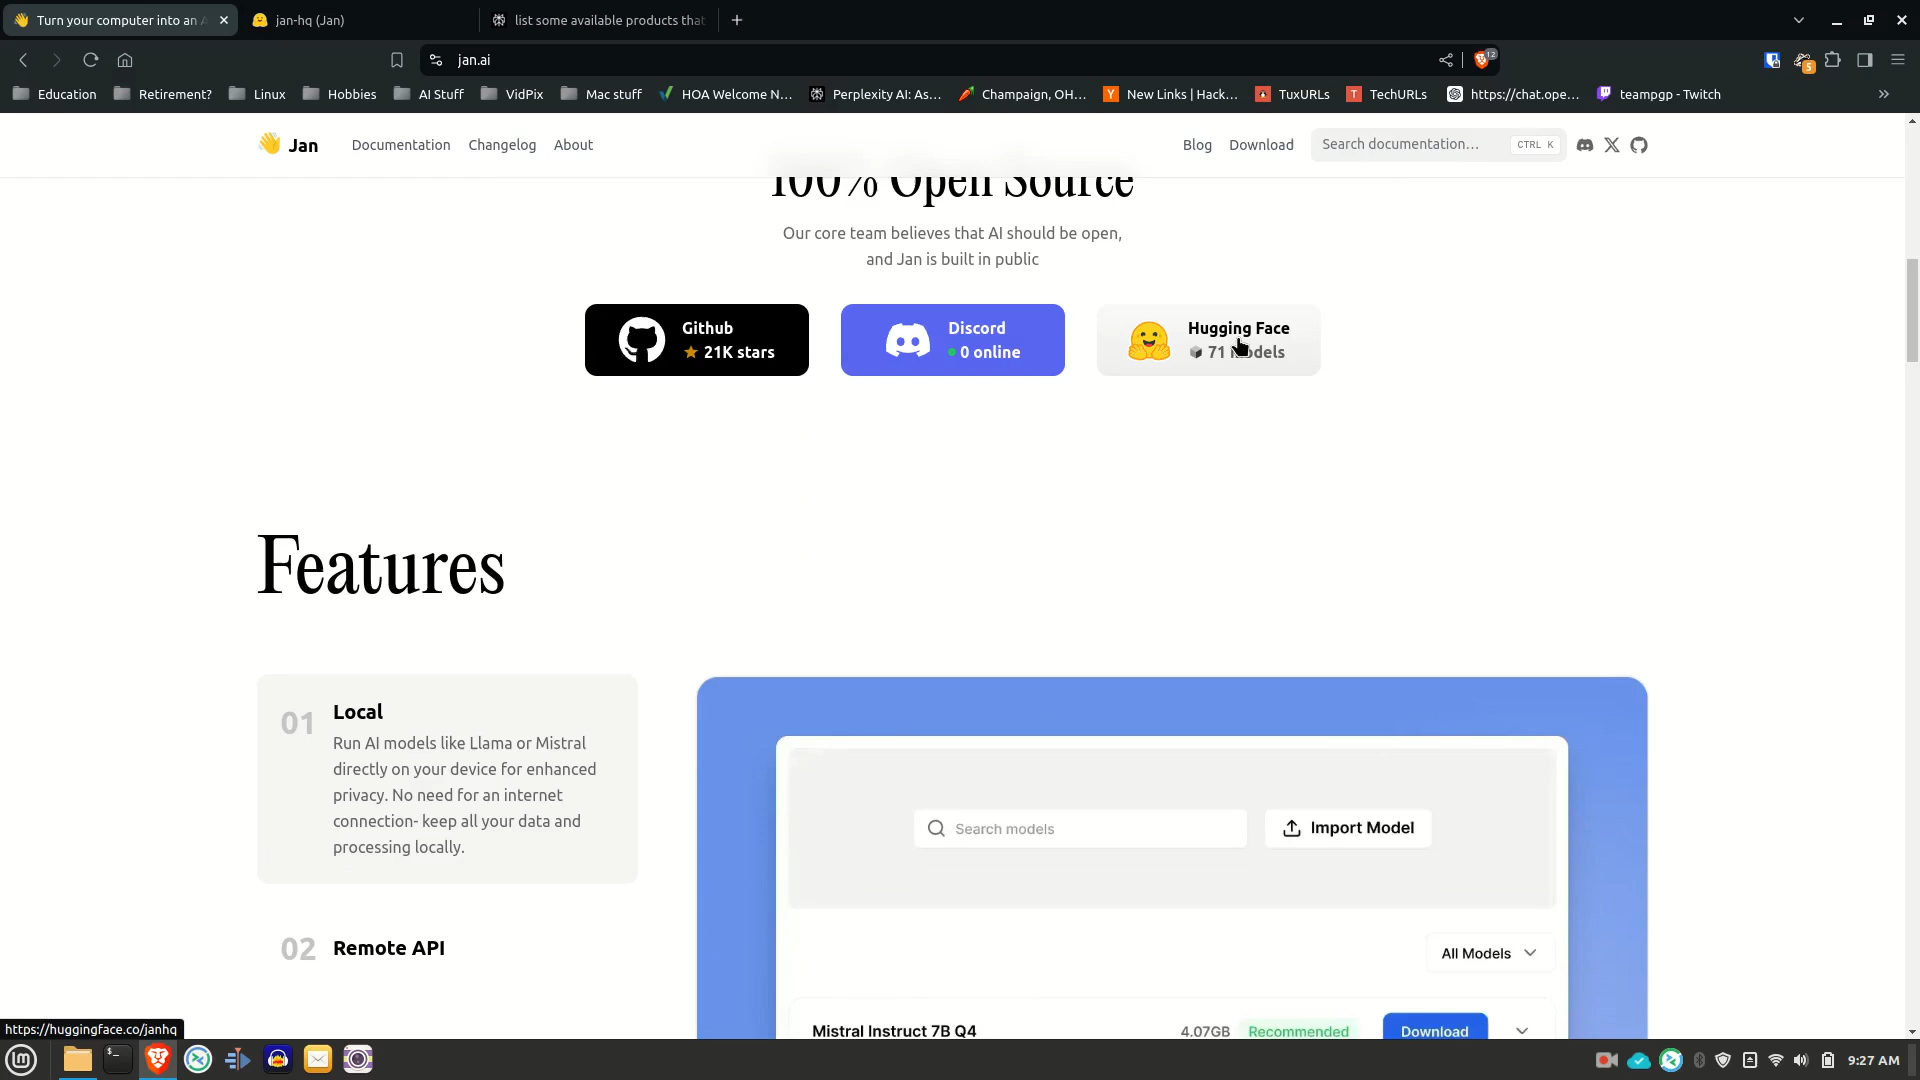 Turn your computer into an A
jan-hq (Jan)
list some available products that
jan.ai
12
5
Education
Retirement?
Linux
Hobbies
AI Stuff
VidPix
Mac stuff
HOA Welcome N...
Perplexity AI: As...
Champaign, OH...
Y
New Links | Hack...
TuxURLs
T
TechURLs
https://chat.ope...
teampgp - Twitch
Jan
Documentation
Changelog
About
Blog
Download
Search documentation...
CTRL K
100% Open Source
Our core team believes that AI should be open,
and Jan is built in public
Github
21K stars
Discord
0 online
Hugging Face
71
Features
01
Local
Run AI models like Llama or Mistral
directly on your device for enhanced
privacy. No need for an internet
connection- keep all your data and
processing locally.
02
Remote API
Search models
Import Model
All Models
Mistral Instruct 7B Q4
4.07GB
Recommended
Download
https://huggingface.co/janhq
9:27 AM